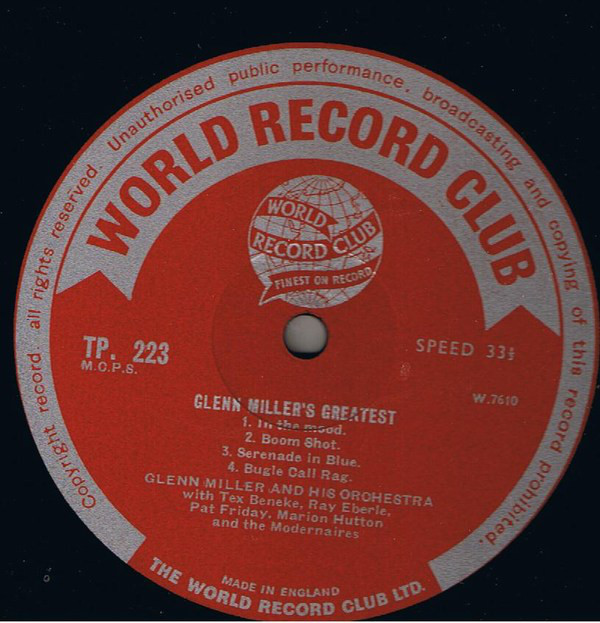 Copyright record. all rights reserved. Unauthorised public performance. broadcasting and copying of this record prohibited.
WORLD RECORD CLUB
WORLD
RECORD CLUB
FINEST ON RECORD
TP. 223
M.C.P.S.
SPEED 33⅓
W.7610
GLENN MILLER'S GREATEST
1. In the mood.
2. Boom Shot.
3. Serenade in Blue.
4. Bugle Call Rag.
GLENN MILLER AND HIS ORCHESTRA
with Tex Beneke, Ray Eberle,
Pat Friday, Marion Hutton
and the Modernaires
MADE IN ENGLAND
THE WORLD RECORD CLUB LTD.